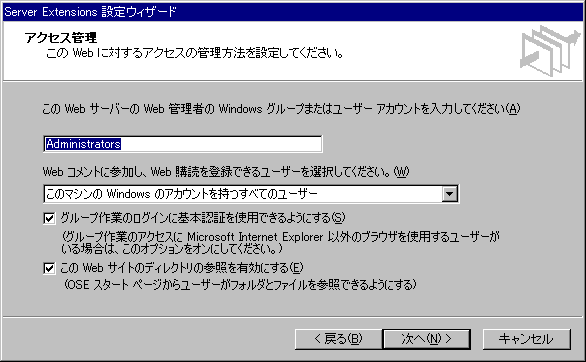 Server Extensions 設定ウィザード
アクセス管理
この Web に対するアクセスの管理方法を設定してください。
この Web サーバーの Web 管理者の Windows グループまたはユーザー アカウントを入力してください(A)
Administrators
Web コメントに参加し、Web 購読を登録できるユーザーを選択してください。(W)
このマシンの Windows のアカウントを持つすべてのユーザー
グループ作業のログインに基本認証を使用できるようにする(S)
(グループ作業のアクセスに Microsoft Internet Explorer 以外のブラウザを使用するユーザーが
いる場合は、このオプションをオンにしてください。)
この Web サイトのディレクトリの参照を有効にする(E)
(OSE スタート ページからユーザーがフォルダとファイルを参照できるようにする)
< 戻る(B) 次へ(N) > キャンセル